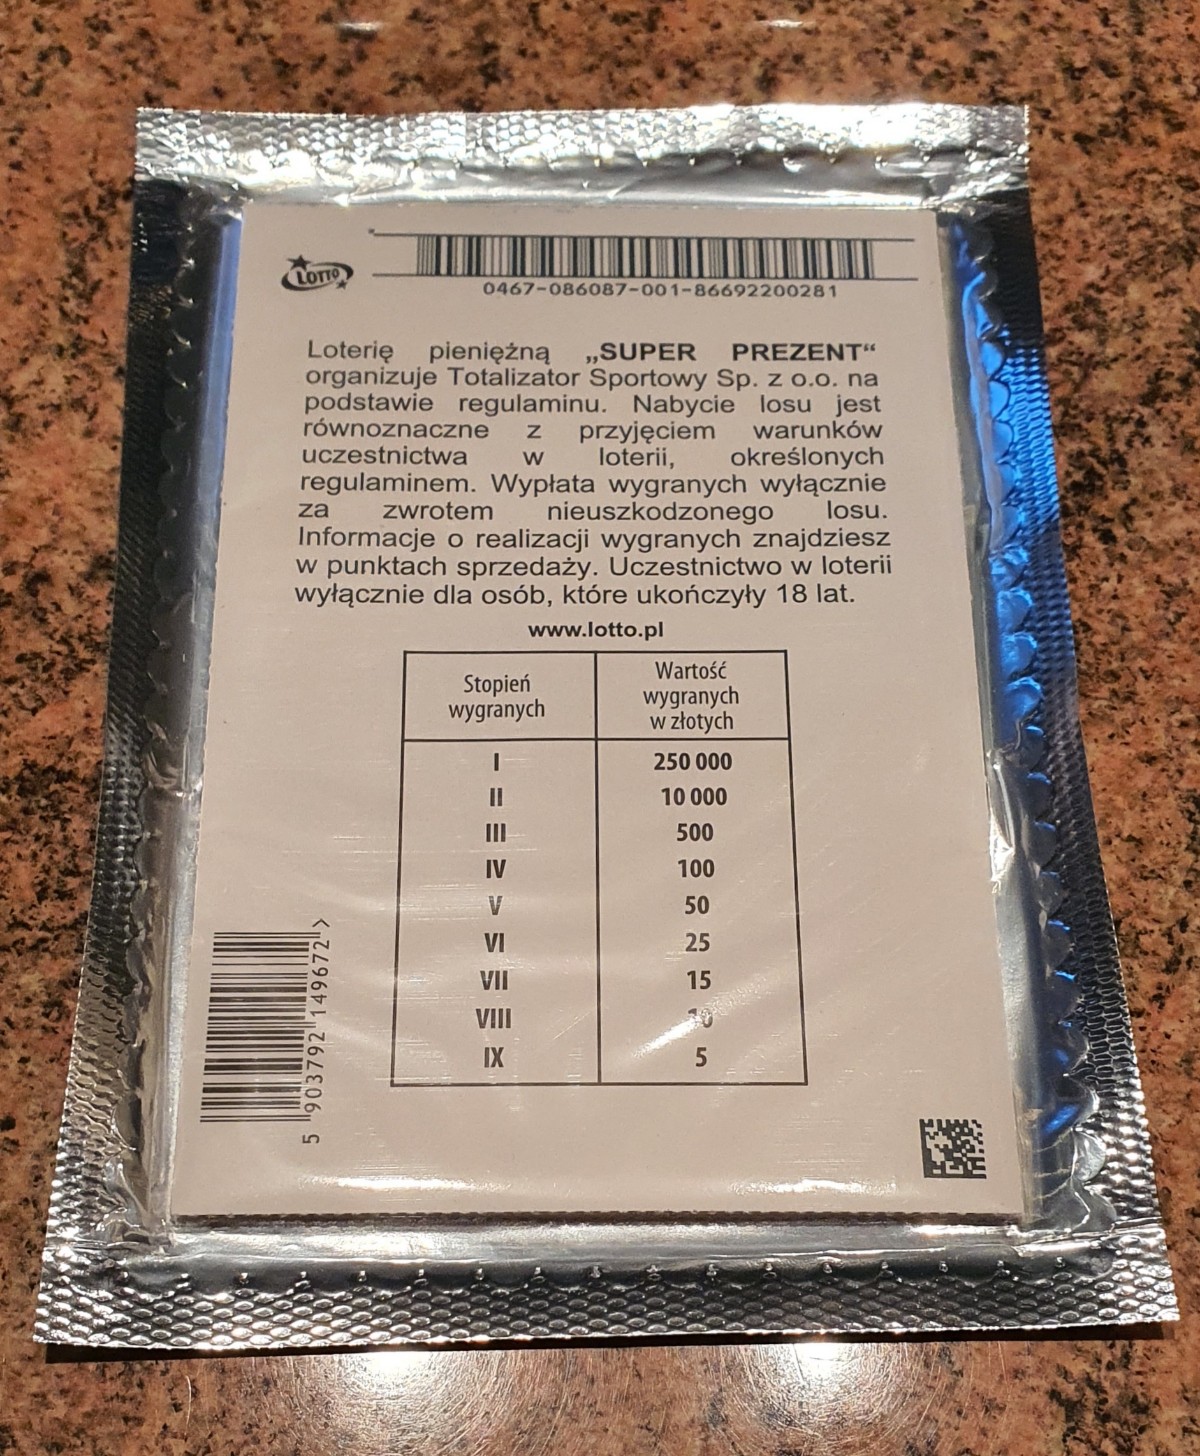 LOTTO
0467-086087-001-86692200281
Loterię pieniężną „SUPER PREZENT“
organizuje Totalizator Sportowy Sp. z o.o. na
podstawie regulaminu. Nabycie losu jest
równoznaczne z przyjęciem warunków
uczestnictwa w loterii, określonych
regulaminem. Wypłata wygranych wyłącznie
za zwrotem nieuszkodzonego losu.
Informacje o realizacji wygranych znajdziesz
w punktach sprzedaży. Uczestnictwo w loterii
wyłącznie dla osób, które ukończyły 18 lat.
www.lotto.pl
Stopień
wygranych
Wartość
wygranych
w złotych
I 250 000
II 10 000
III 500
IV 100
V 50
VI 25
VII 15
VIII 10
IX 5
5 903792 149672 >